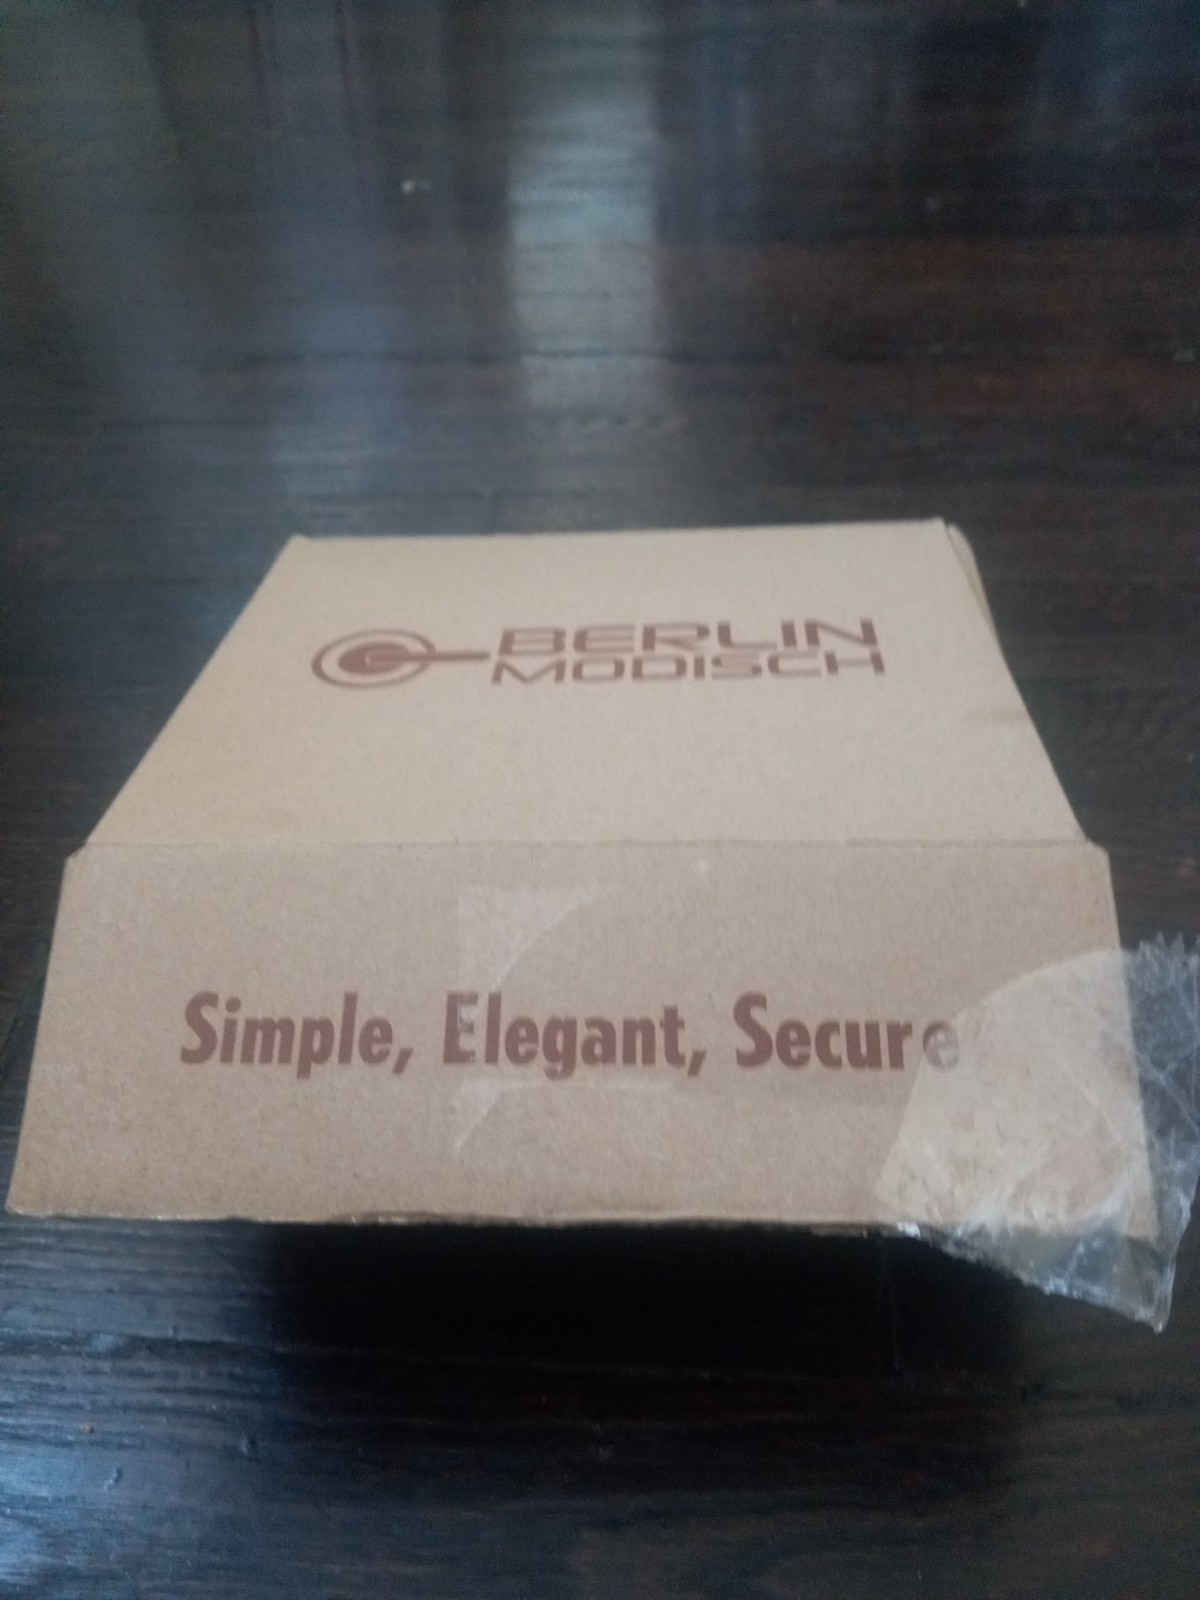 BERLIN
MODISCH
Simple, Elegant, Secure